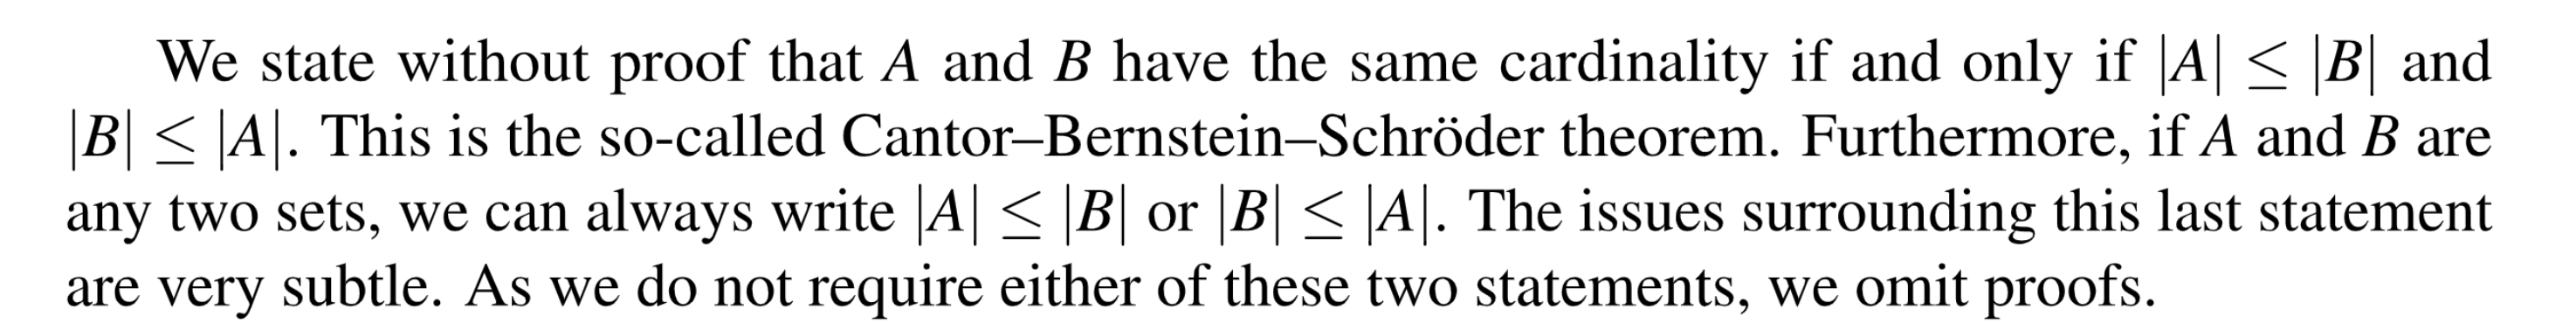 We state without proof that A and B have the same cardinality if and only if |A| ≤ |B| and
|B| ≤ |A|. This is the so-called Cantor–Bernstein–Schröder theorem. Furthermore, if A and B are
any two sets, we can always write |A| ≤ |B| or |B| ≤ |A|. The issues surrounding this last statement
are very subtle. As we do not require either of these two statements, we omit proofs.